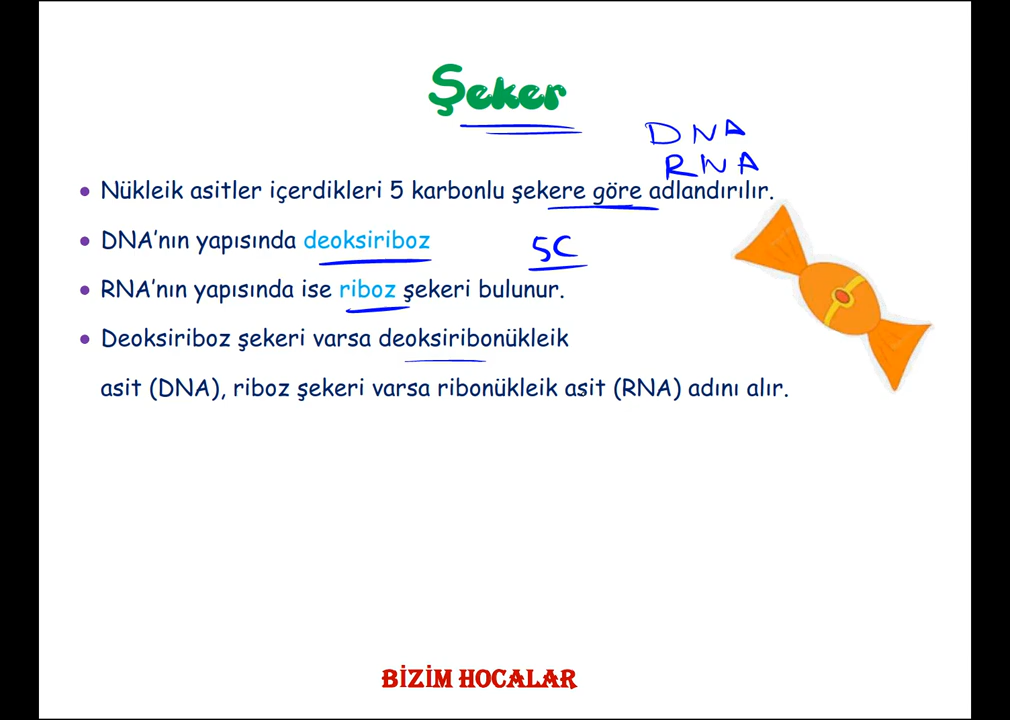 Şeker
DNA
RNA
• Nükleik asitler içerdikleri 5 karbonlu şekere göre adlandırılır.
• DNA'nın yapısında deoksiriboz
5C
• RNA'nın yapısında ise riboz şekeri bulunur.
• Deoksiriboz şekeri varsa deoksiribonükleik
asit (DNA), riboz şekeri varsa ribonükleik asit (RNA) adını alır.
BİZİM HOCALAR